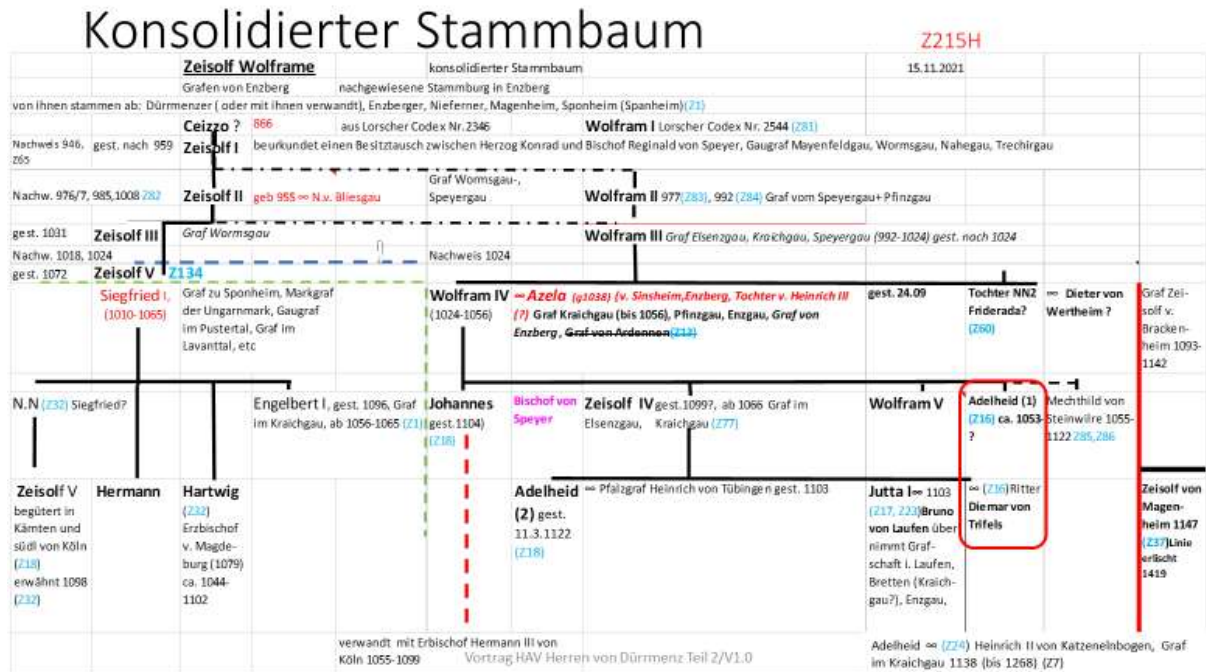 Konsolidierter Stammbaum
Z215H
Zeisolf Wolframe konsolidierter Stammbaum 15.11.2021
Grafen von Enzberg nachgewiesene Stammburg in Enzberg
von ihnen stammen ab: Dürrmenzer ( oder mit ihnen verwandt), Enzberger, Nieferner, Magenheim, Sponheim (Spanheim)(Z1)
Ceizzo ? 866 aus Lorscher Codex Nr.2346 Wolfram I Lorscher Codex Nr. 2544 (Z81)
Nachweis 946, Z65 gest. nach 959 Zeisolf I beurkundet einen Besitztausch zwischen Herzog Konrad und Bischof Reginald von Speyer, Gaugraf Mayenfeldgau, Wormsgau, Nahegau, Trechirgau
Nachw. 976/7, 985,1008 Z82 Zeisolf II geb 955 ∞ N.v. Bliesgau
Graf Wormsgau-,
Speyergau
Wolfram II 977(Z83), 992 (Z84) Graf vom Speyergau+ Pfinzgau
gest. 1031 Zeisolf III Graf Wormsgau Wolfram III Graf Elsenzgau, Kraichgau, Speyergau (992-1024) gest. nach 1024
Nachw. 1018, 1024 Nachweis 1024
gest. 1072 Zeisolf V Z134
Siegfried I,
(1010-1065)
Graf zu Sponheim, Markgraf
der Ungarnmark, Gaugraf
im Pustertal, Graf im
Lavanttal, etc
Wolfram IV
(1024-1056)
∞ Azela (g1038) (v. Sinsheim,Enzberg, Tochter v. Heinrich III
(?) Graf Kraichgau (bis 1056), Pfinzgau, Enzgau, Graf von
Enzberg, Graf von Ardennen(Z13)
gest. 24.09
Tochter NN2
Friderada?
(Z60)
∞ Dieter von
Wertheim ?
Graf Zei-
solf v.
Bracken-
heim 1093-
1142
N.N (Z32) Siegfried?
Engelbert I, gest. 1096, Graf
im Kraichgau, ab 1056-1065 (Z1)
Johannes
gest.1104)
(Z18)
Bischof von
Speyer
Zeisolf IV gest.1099?, ab 1066 Graf im
Elsenzgau, Kraichgau (Z77)
Wolfram V
Adelheid (1)
(Z16) ca. 1053-
?
Mechthild von
Steinwire 1055-
1122 Z85,Z86
Zeisolf V
begütert in
Kämten und
südl von Köln
(Z18)
erwähnt 1098
(Z32)
Hermann
Hartwig
(Z32)
Erzbischof
v. Magde-
burg (1079)
ca. 1044-
1102
Adelheid
(2) gest.
11.3.1122
(Z18)
∞ Pfalzgraf Heinrich von Tübingen gest. 1103
Jutta I∞ 1103
(Z17, Z23)Bruno
von Laufen über
nimmt Graf-
schaft i. Laufen,
Bretten (Kraich-
gau?), Enzgau,
∞ (Z16)Ritter
Diemar von
Trifels
Zeisolf von
Magen-
heim 1147
(Z37)Linie
erlischt
1419
verwandt mit Erbischof Hermann III von
Köln 1055-1099
Vortrag HAV Herren von Dürrmenz Teil 2/V1.0
Adelheid ∞ (Z24) Heinrich II von Katzenelnbogen, Graf
im Kraichgau 1138 (bis 1268) (Z7)